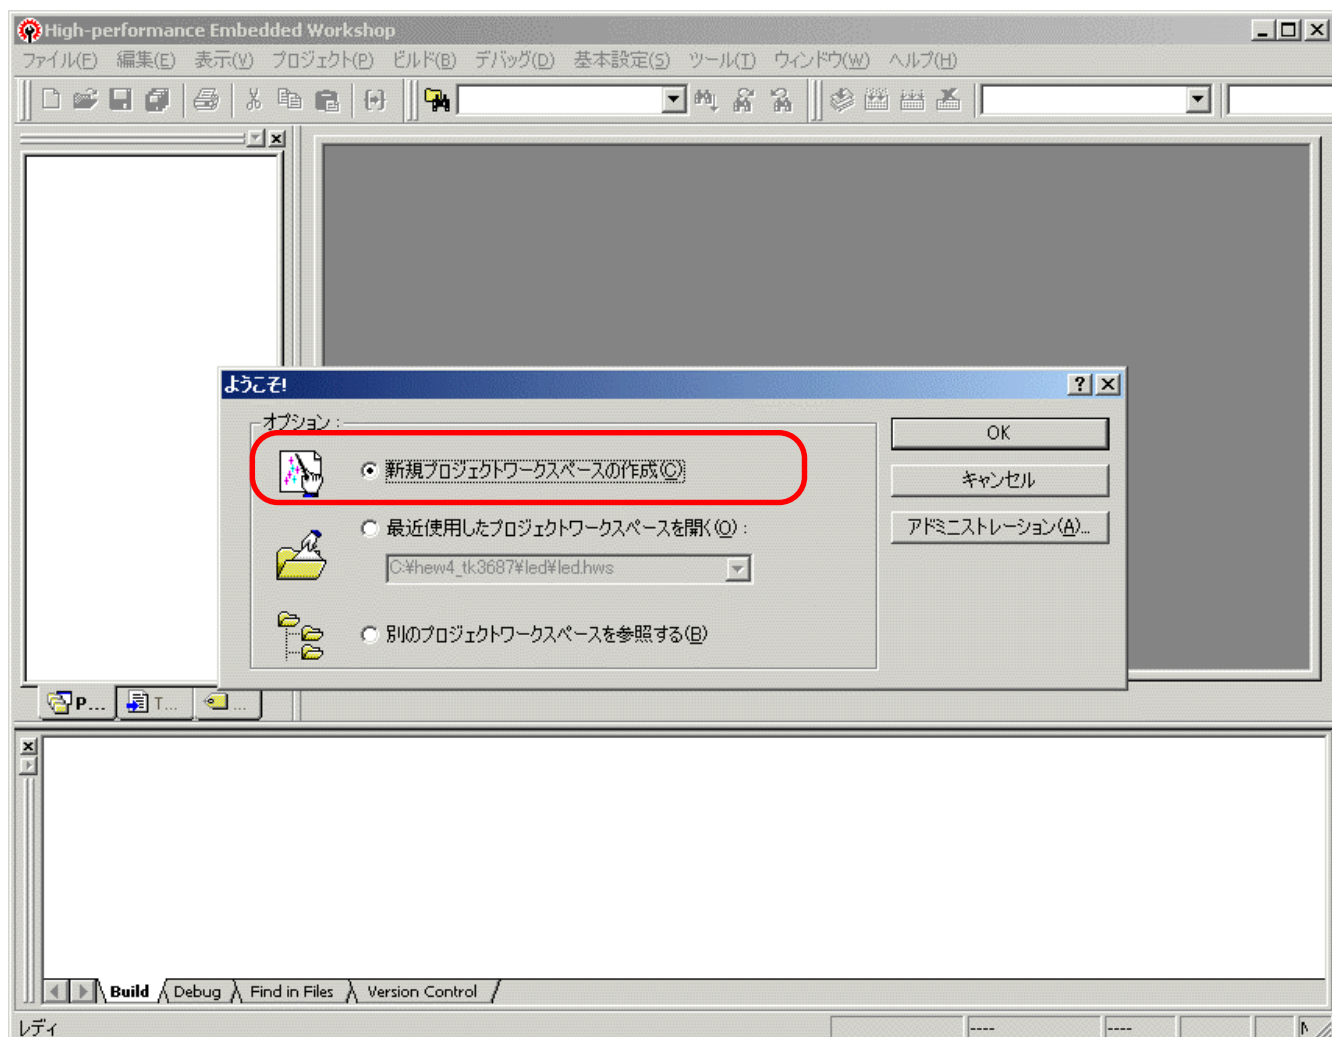 High-performance Embedded Workshop
ファイル(F) 編集(E) 表示(V) プロジェクト(P) ビルド(B) デバッグ(D) 基本設定(S) ツール(T) ウィンドウ(W) ヘルプ(H)
ようこそ!
オプション :
新規プロジェクトワークスペースの作成(C)
最近使用したプロジェクトワークスペースを開く(O) :
C:¥hew4_tk3687¥led¥led.hws
別のプロジェクトワークスペースを参照する(B)
OK
キャンセル
アドミニストレーション(A)...
P... T... ...
Build Debug Find in Files Version Control
レディ ---- ----